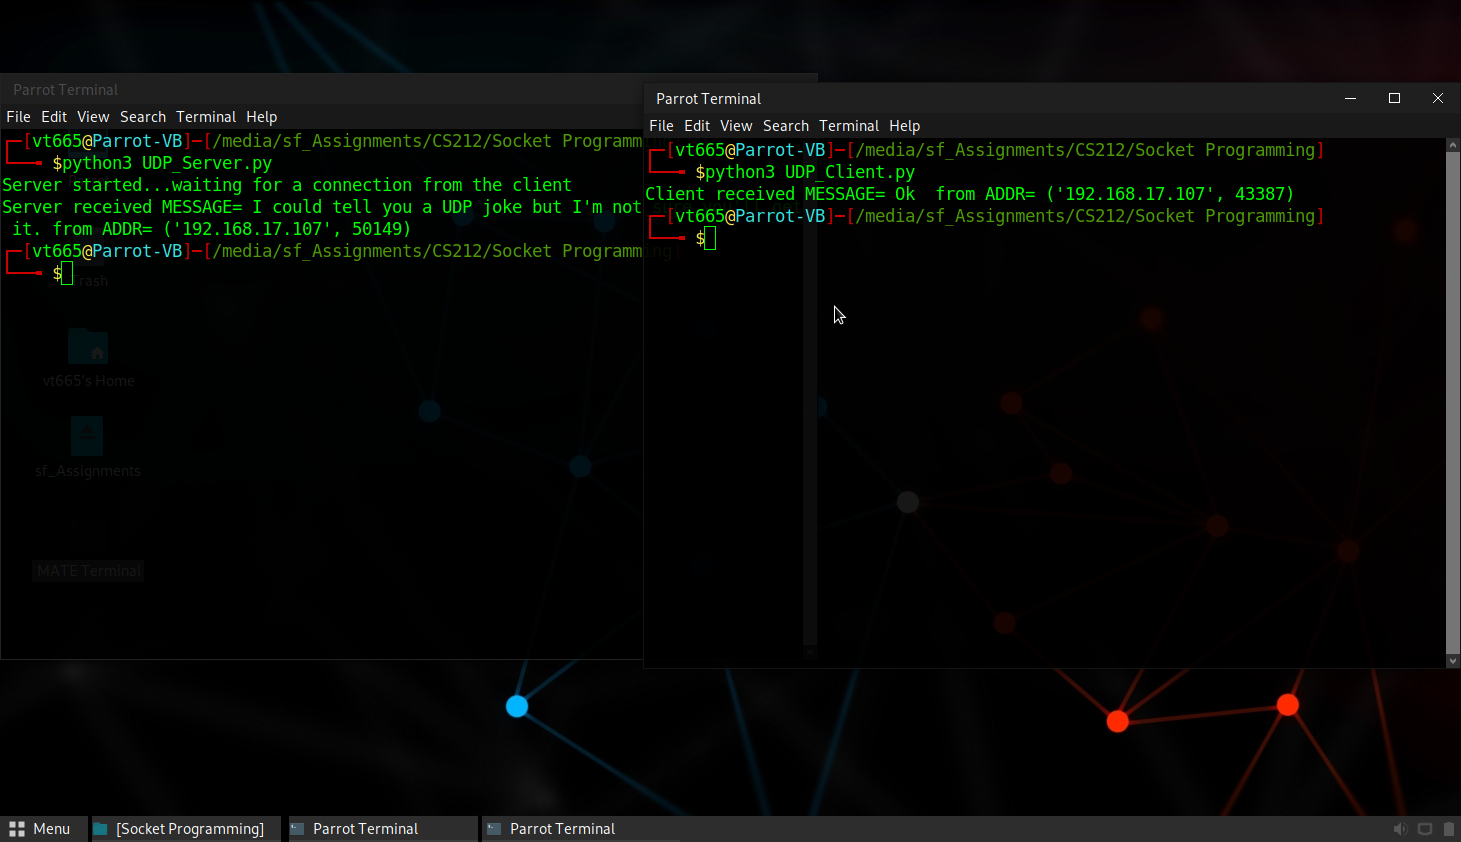 Parrot Terminal
File Edit View Search Terminal Help
┌─[vt665@Parrot-VB]─[/media/sf_Assignments/CS212/Socket Programm
└──╼ $python3 UDP_Server.py
Server started...waiting for a connection from the client
Server received MESSAGE= I could tell you a UDP joke but I'm not
it. from ADDR= ('192.168.17.107', 50149)
┌─[vt665@Parrot-VB]─[/media/sf_Assignments/CS212/Socket Programming]
└──╼ $
Trash
vt665's Home
sf_Assignments
MATE Terminal
Parrot Terminal
File Edit View Search Terminal Help
┌─[vt665@Parrot-VB]─[/media/sf_Assignments/CS212/Socket Programming]
└──╼ $python3 UDP_Client.py
Client received MESSAGE= Ok  from ADDR= ('192.168.17.107', 43387)
┌─[vt665@Parrot-VB]─[/media/sf_Assignments/CS212/Socket Programming]
└──╼ $
Menu [Socket Programming] Parrot Terminal Parrot Terminal